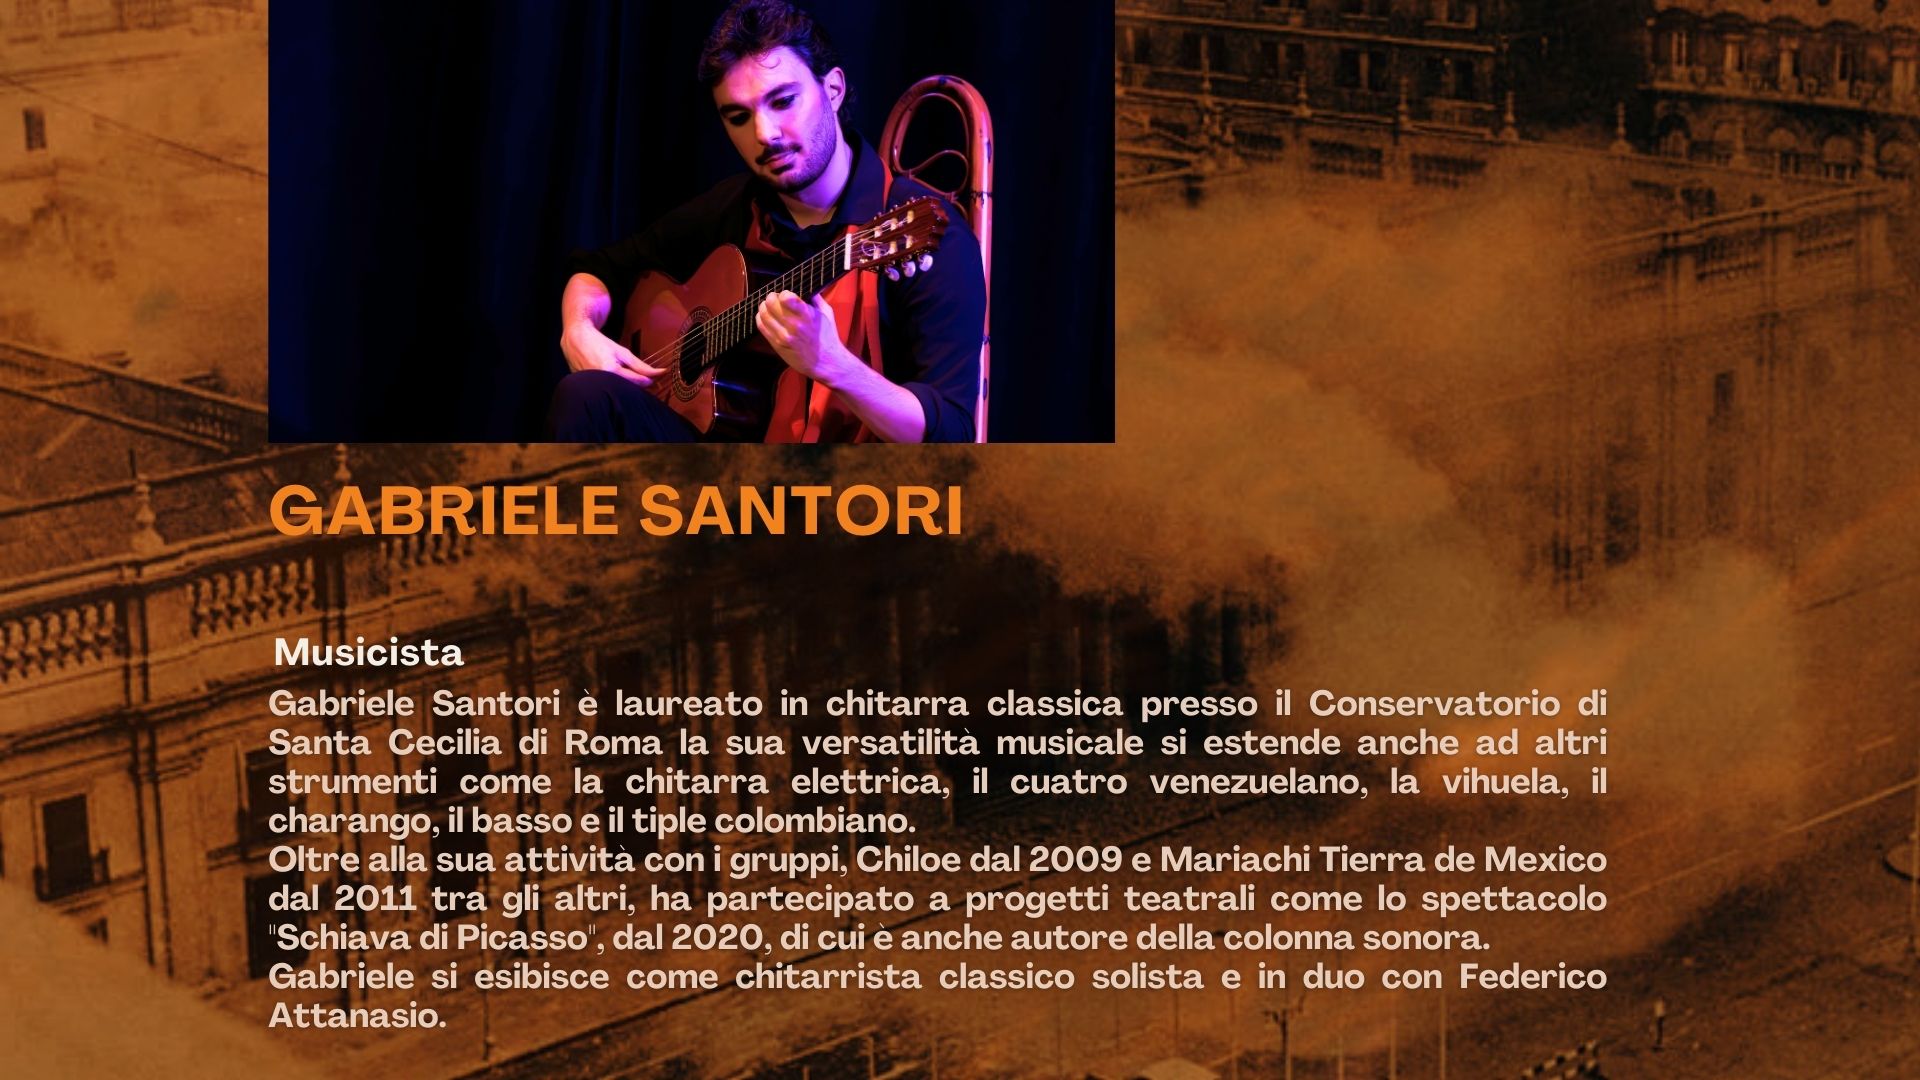 GABRIELE SANTORI
Musicista
Gabriele Santori è laureato in chitarra classica presso il Conservatorio di
Santa Cecilia di Roma la sua versatilità musicale si estende anche ad altri
strumenti come la chitarra elettrica, il cuatro venezuelano, la vihuela, il
charango, il basso e il tiple colombiano.
Oltre alla sua attività con i gruppi, Chiloe dal 2009 e Mariachi Tierra de Mexico
dal 2011 tra gli altri, ha partecipato a progetti teatrali come lo spettacolo
"Schiava di Picasso", dal 2020, di cui è anche autore della colonna sonora.
Gabriele si esibisce come chitarrista classico solista e in duo con Federico
Attanasio.